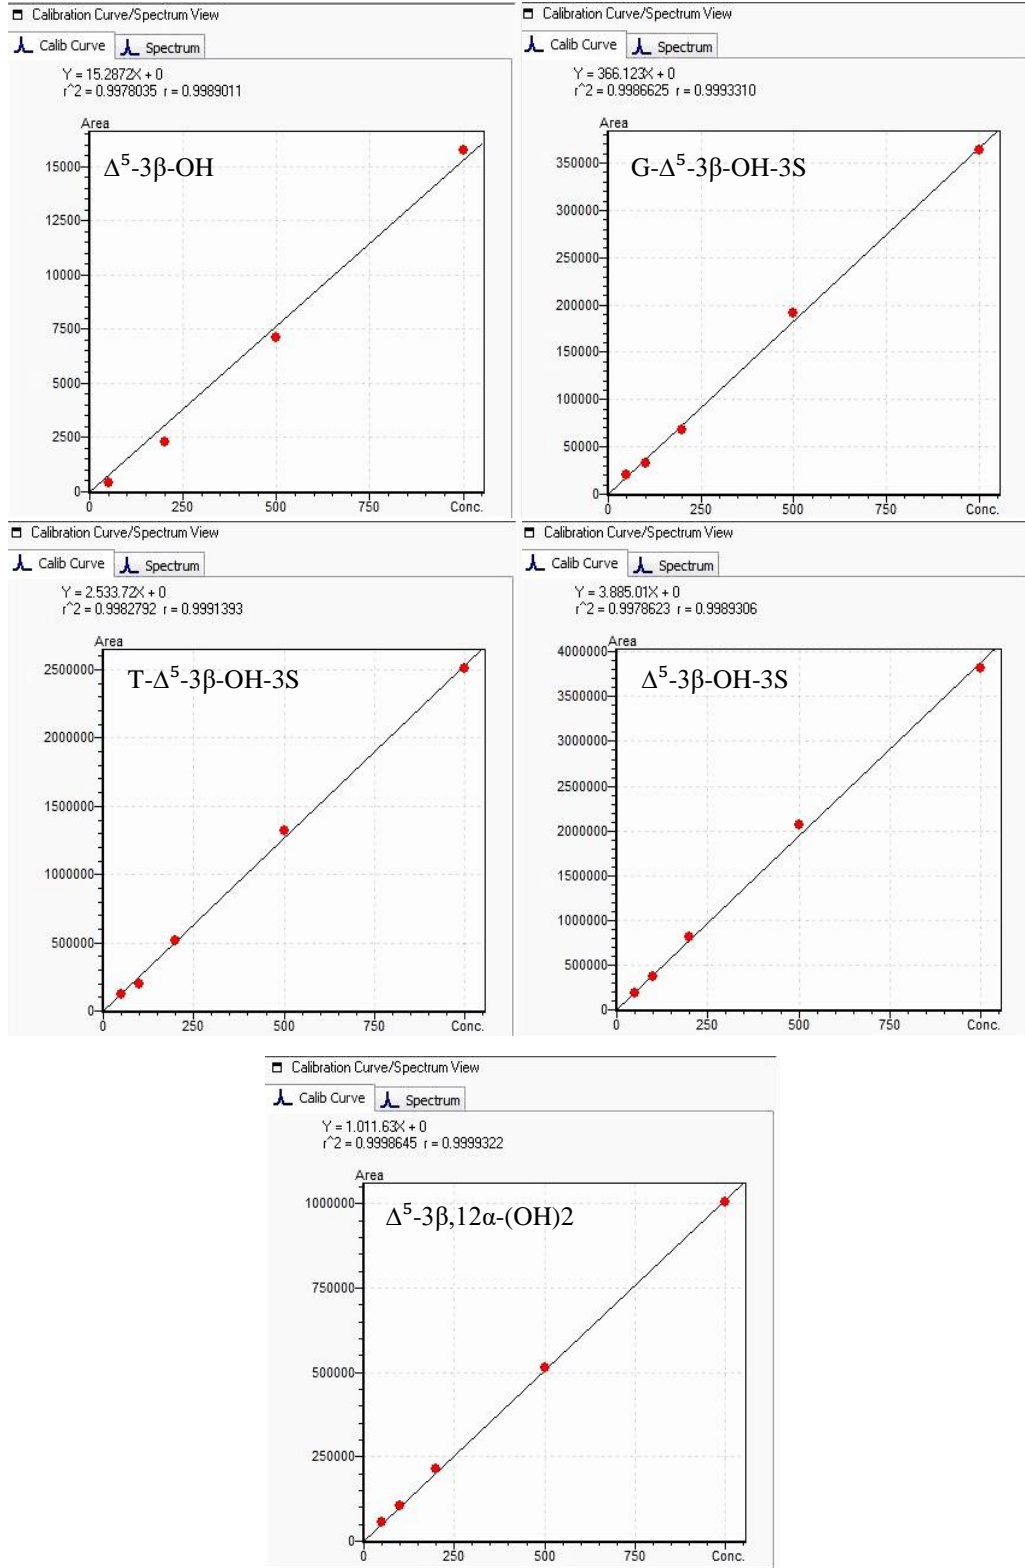 Calibration Curve/Spectrum View
Calib Curve Spectrum
Y = 15.2872X + 0
r^2 = 0.9978035 r = 0.9989011
Area
15000
12500
10000
7500
5000
2500
0
0 250 500 750 Conc.
Δ⁵-3β-OH
Calibration Curve/Spectrum View
Calib Curve Spectrum
Y = 366.123X + 0
r^2 = 0.9986625 r = 0.9993310
Area
350000
300000
250000
200000
150000
100000
50000
0
0 250 500 750 Conc.
G-Δ⁵-3β-OH-3S
Calibration Curve/Spectrum View
Calib Curve Spectrum
Y = 2.533.72X + 0
r^2 = 0.9982792 r = 0.9991393
Area
2500000
2000000
1500000
1000000
500000
0
0 250 500 750 Conc.
T-Δ⁵-3β-OH-3S
Calibration Curve/Spectrum View
Calib Curve Spectrum
Y = 3.885.01X + 0
r^2 = 0.9978623 r = 0.9989306
Area
4000000
3500000
3000000
2500000
2000000
1500000
1000000
500000
0
0 250 500 750 Conc.
Δ⁵-3β-OH-3S
Calibration Curve/Spectrum View
Calib Curve Spectrum
Y = 1.011.63X + 0
r^2 = 0.9998645 r = 0.9999322
Area
1000000
750000
500000
250000
0
0 250 500 750 Conc.
Δ⁵-3β,12α-(OH)2